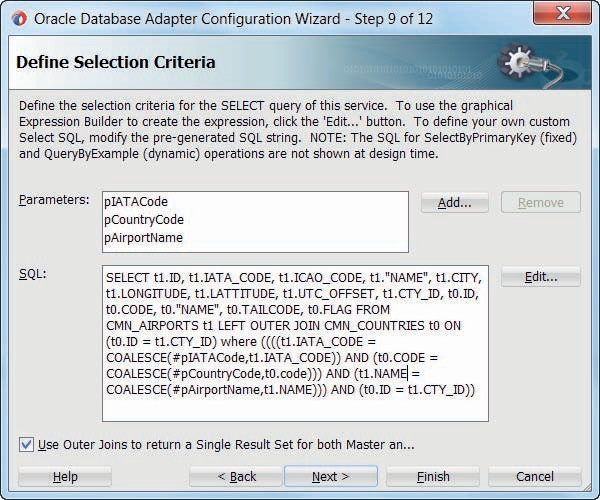 Oracle Database Adapter Configuration Wizard - Step 9 of 12
Define Selection Criteria
Define the selection criteria for the SELECT query of this service. To use the graphical
Expression Builder to create the expression, click the 'Edit...' button. To define your own custom
Select SQL, modify the pre-generated SQL string. NOTE: The SQL for SelectByPrimaryKey (fixed)
and QueryByExample (dynamic) operations are not shown at design time.
Parameters:
pIATACode
pCountryCode
pAirportName
Add...
Remove
SQL:
SELECT t1.ID, t1.IATA_CODE, t1.ICAO_CODE, t1."NAME", t1.CITY,
t1.LONGITUDE, t1.LATTITUDE, t1.UTC_OFFSET, t1.CTY_ID, t0.ID,
t0.CODE, t0."NAME", t0.TAILCODE, t0.FLAG FROM
CMN_AIRPORTS t1 LEFT OUTER JOIN CMN_COUNTRIES t0 ON
(t0.ID = t1.CTY_ID) where ((((t1.IATA_CODE =
COALESCE(#pIATACode,t1.IATA_CODE)) AND (t0.CODE =
COALESCE(#pCountryCode,t0.code))) AND (t1.NAME =
COALESCE(#pAirportName,t1.NAME))) AND (t0.ID = t1.CTY_ID))
Edit...
Use Outer Joins to return a Single Result Set for both Master an...
Help
< Back
Next >
Finish
Cancel